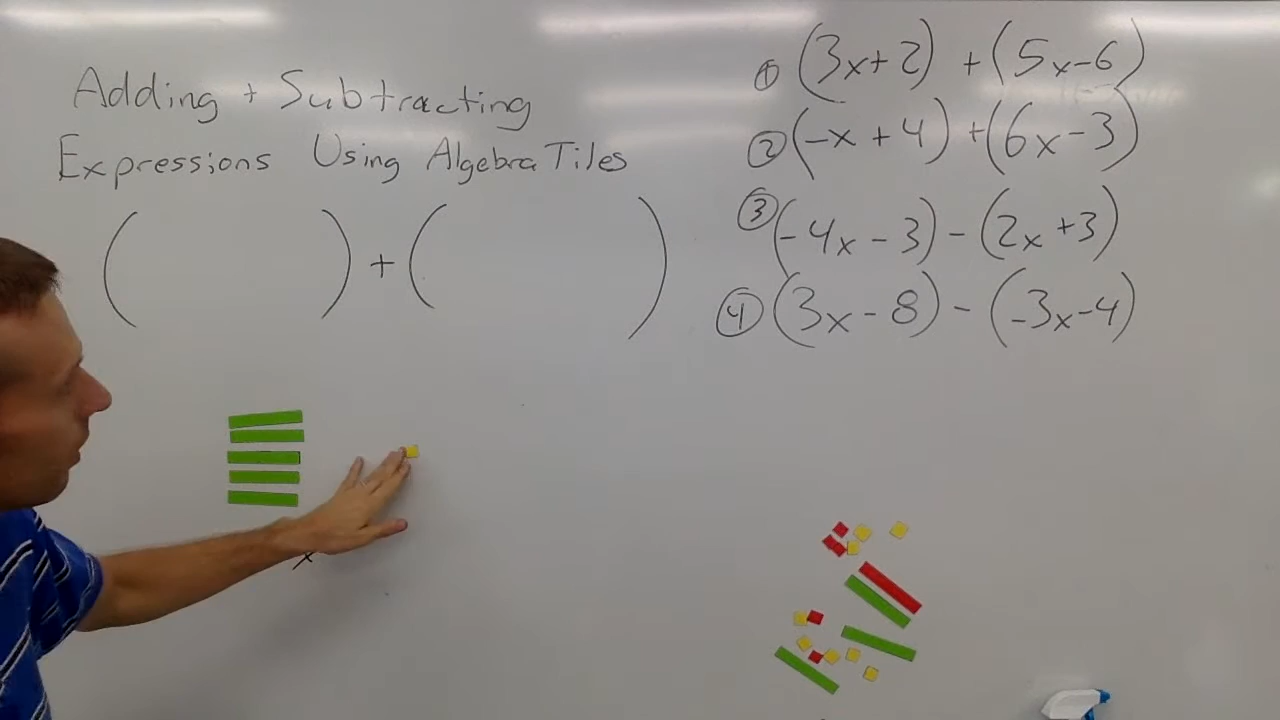 Adding + Subtracting
Expressions Using Algebra Tiles
( ) + ( )
x
① (3x+2) + (5x-6)
② (-x + 4) + (6x-3)
③ (-4x - 3) - (2x +3)
④ (3x - 8) - (-3x-4)